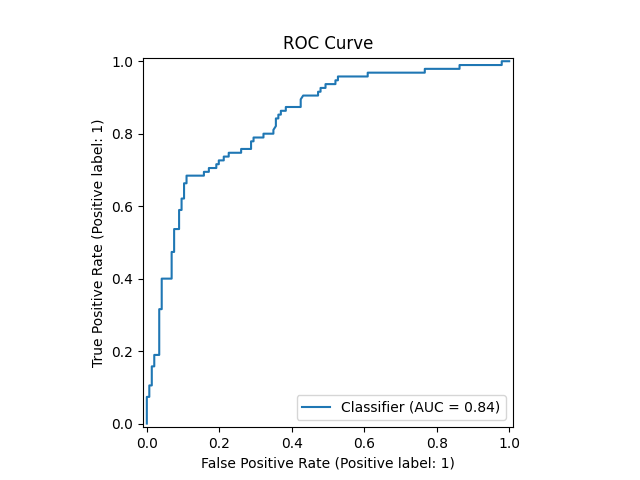 ROC Curve
True Positive Rate (Positive label: 1)
1.0
0.8
0.6
0.4
0.2
0.0
Classifier (AUC = 0.84)
0.0 0.2 0.4 0.6 0.8 1.0
False Positive Rate (Positive label: 1)